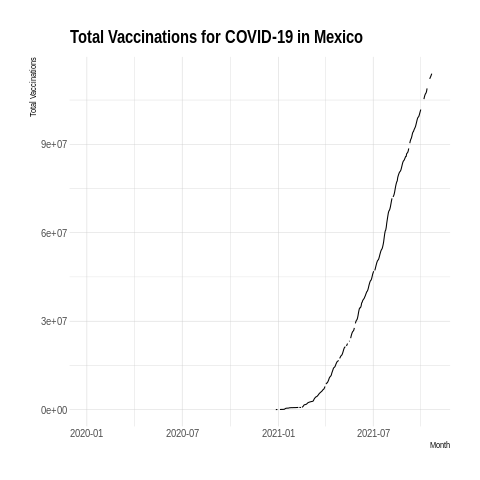 Total Vaccinations for COVID-19 in Mexico
Total Vaccinations
9e+07
6e+07
3e+07
0e+00
2020-01 2020-07 2021-01 2021-07
Month